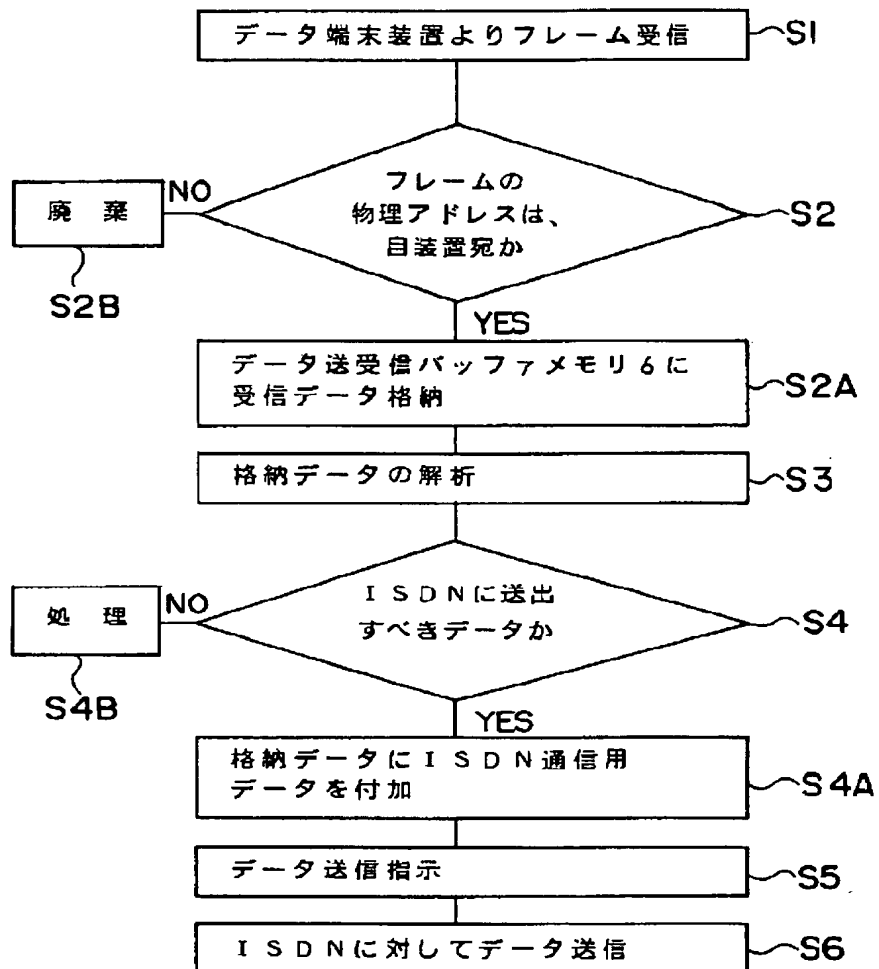 データ端末装置よりフレーム受信
S1
フレームの
物理アドレスは、
自装置宛か
S2
NO
廃棄
S2B
YES
データ送受信バッファメモリ6に
受信データ格納
S2A
格納データの解析
S3
ISDNに送出
すべきデータか
S4
NO
処理
S4B
YES
格納データにISDN通信用
データを付加
S4A
データ送信指示
S5
ISDNに対してデータ送信
S6